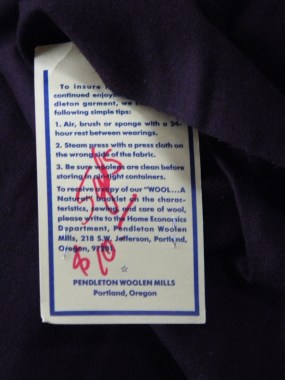 To insure
continued enjoy
dleton garment, we
following simple tips:
1. Air, brush or sponge with a 24-
hour rest between wearings.
2. Steam press with a press cloth on
the wrong side of the fabric.
3. Be sure woolens are clean before
storing in air-tight containers.
To receive a copy of our "WOOL...A
Natural" booklet on the charac-
teristics, sewing, and care of wool,
please write to the Home Economics
Department, Pendleton Woolen
Mills, 218 S.W. Jefferson, Portland,
Oregon, 97201
$10
PENDLETON WOOLEN MILLS
Portland, Oregon